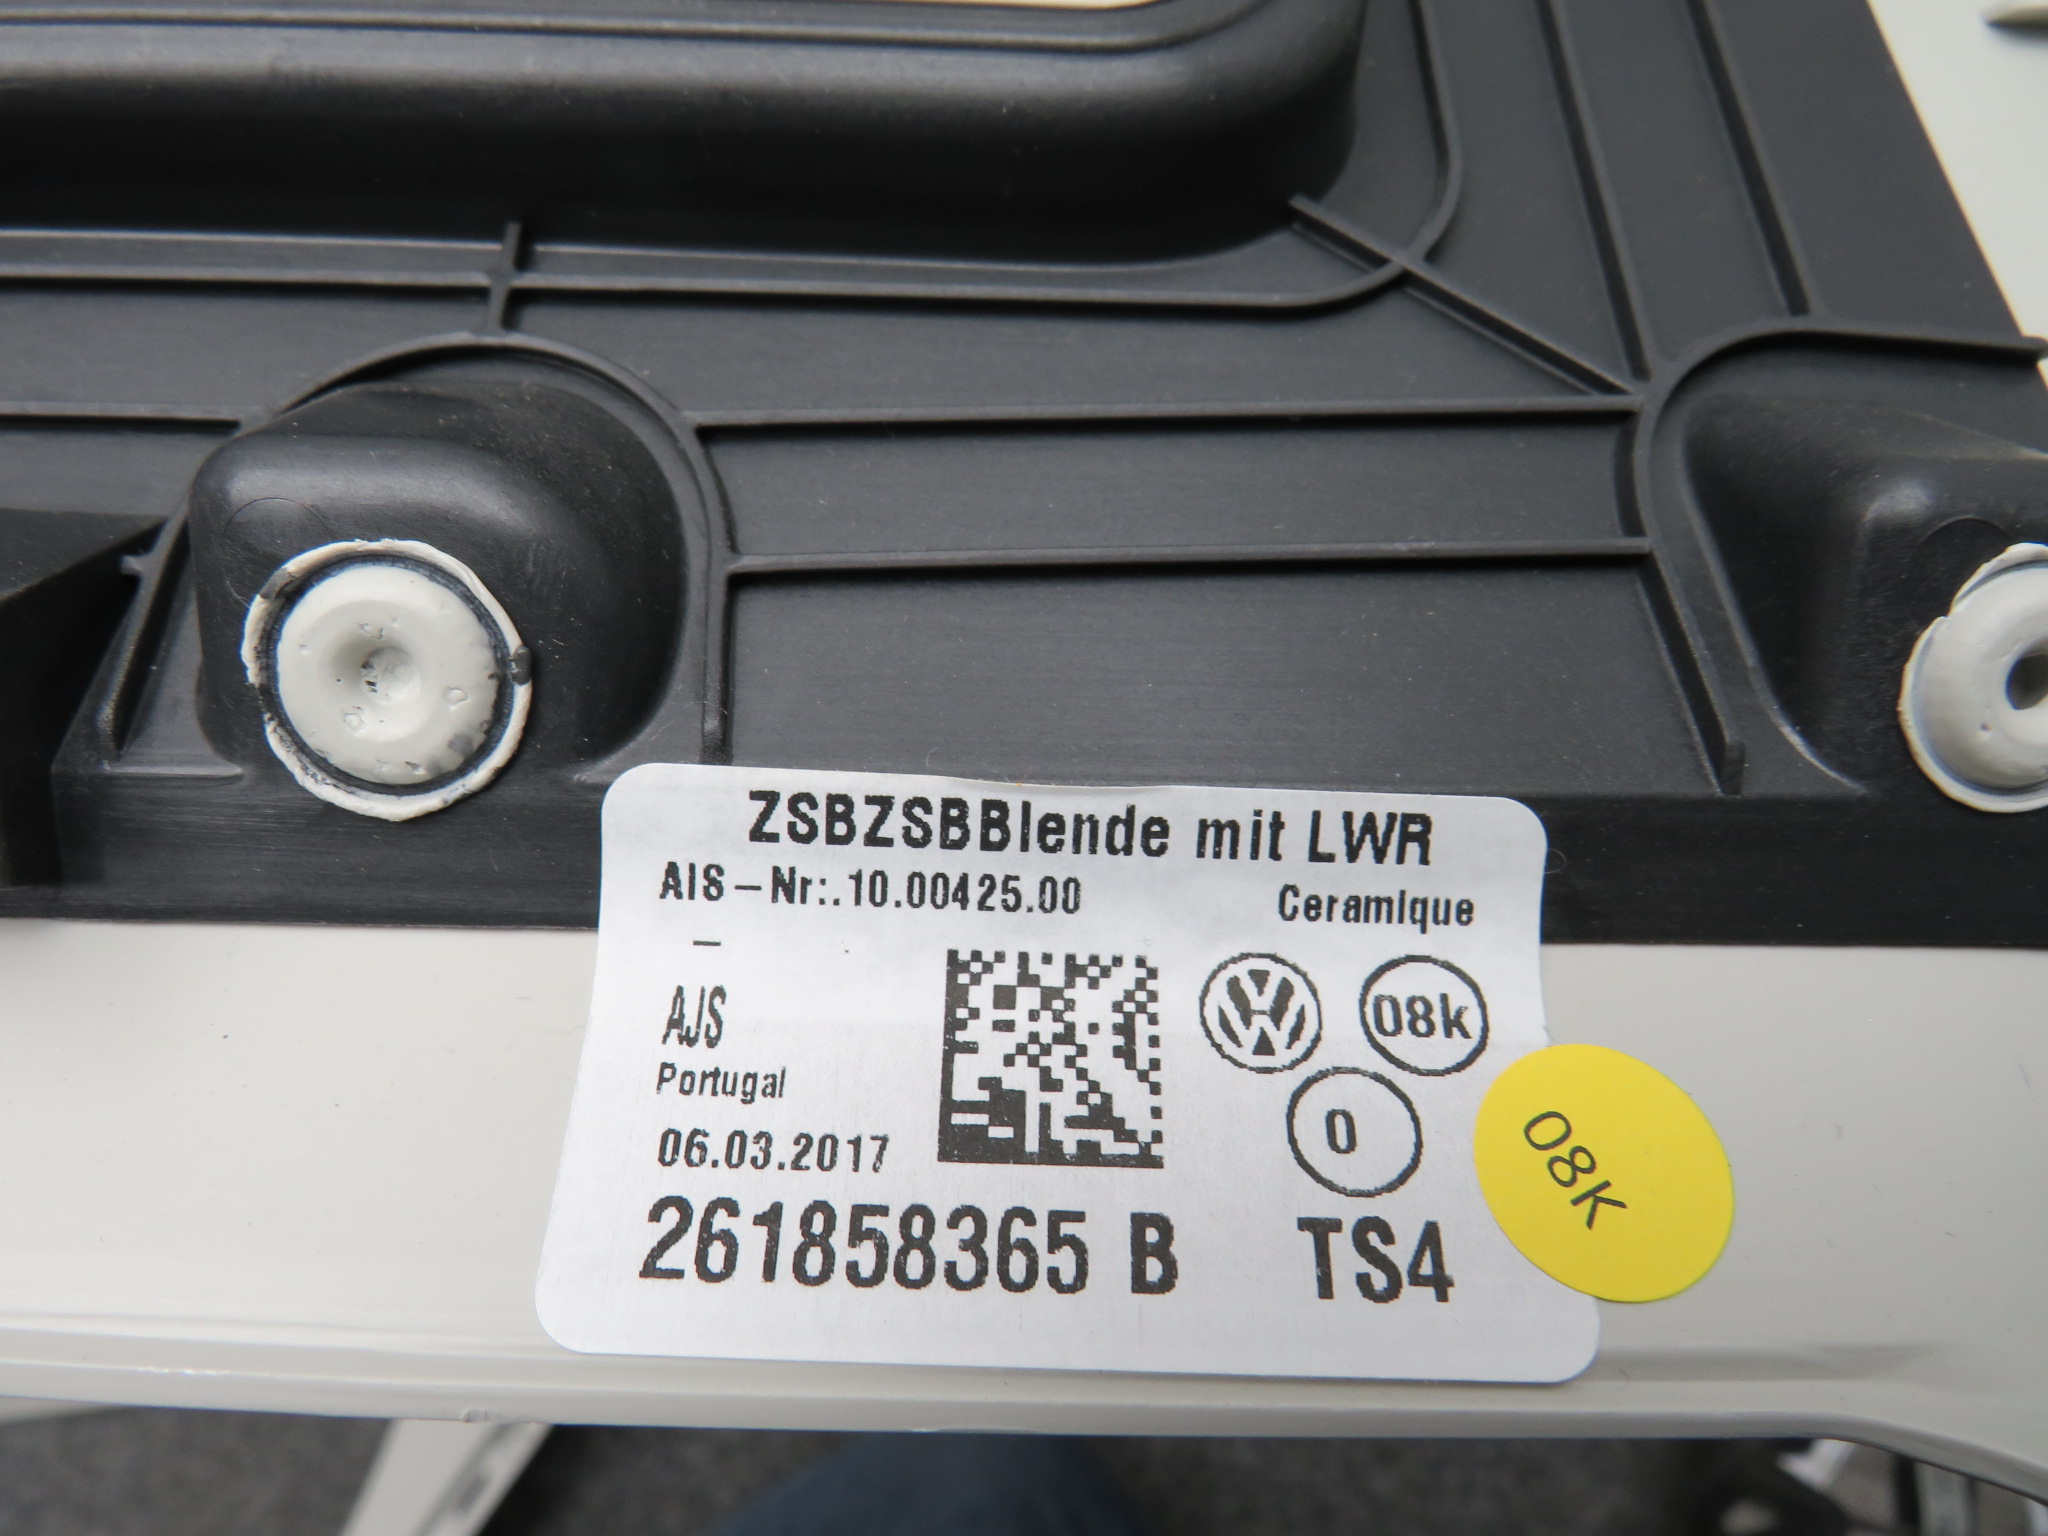 ZSBZSBBlende mit LWR
AIS-Nr:.10.00425.00
Ceramique
–
AJS
Portugal
06.03.2017
08k
0
261858365 B TS4
08K